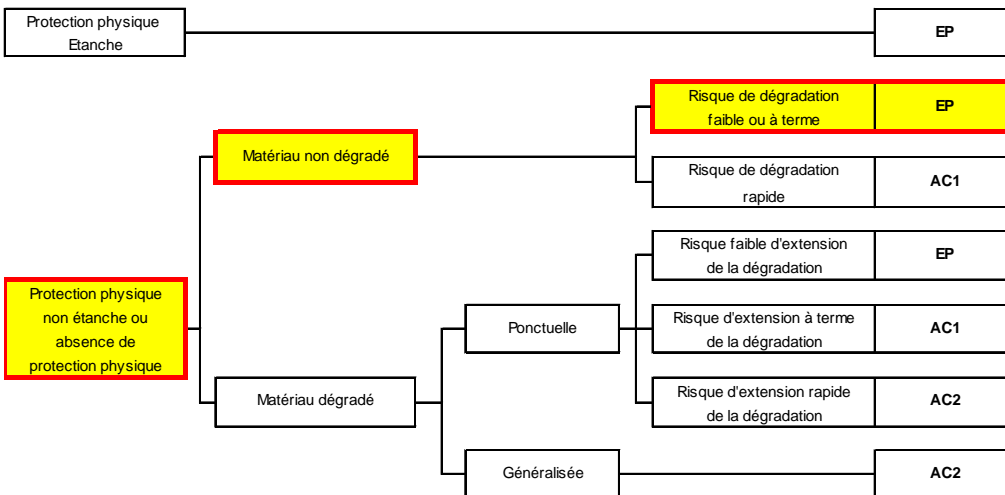 Protection physique
Etanche
EP
Risque de dégradation
faible ou à terme
EP
Matériau non dégradé
Risque de dégradation
rapide
AC1
Risque faible d'extension
de la dégradation
EP
Protection physique
non étanche ou
absence de
protection physique
Ponctuelle
Risque d'extension à terme
de la dégradation
AC1
Matériau dégradé
Risque d'extension rapide
de la dégradation
AC2
Généralisée
AC2